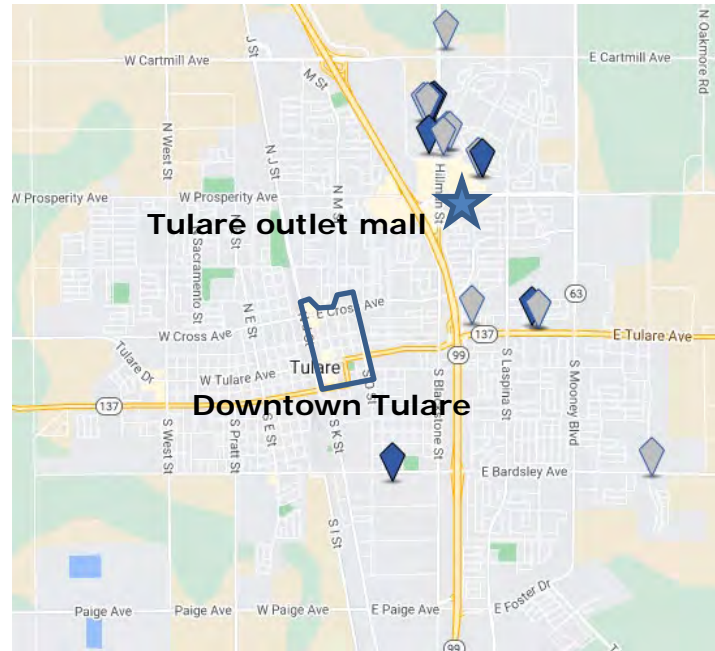 N Oakmore Rd
J St
W Cartmill Ave
E Cartmill Ave
M St
N West St
N J St
Hillman St
W Prosperity Ave
W Prosperity Ave
N M St
Tulare outlet mall
Sacramento St
63
E Cross Ave
N E St
W Cross Ave
137
E Tulare Ave
99
Tulare Dr
Tulare
W Tulare Ave
137
Downtown Tulare
S O St
S Blackstone St
S Laspina St
S Mooney Blvd
S West St
S Pratt St
S E St
S K St
E Bardsley Ave
S I St
E Foster Dr
Paige Ave
Paige Ave
W Paige Ave
E Paige Ave
99